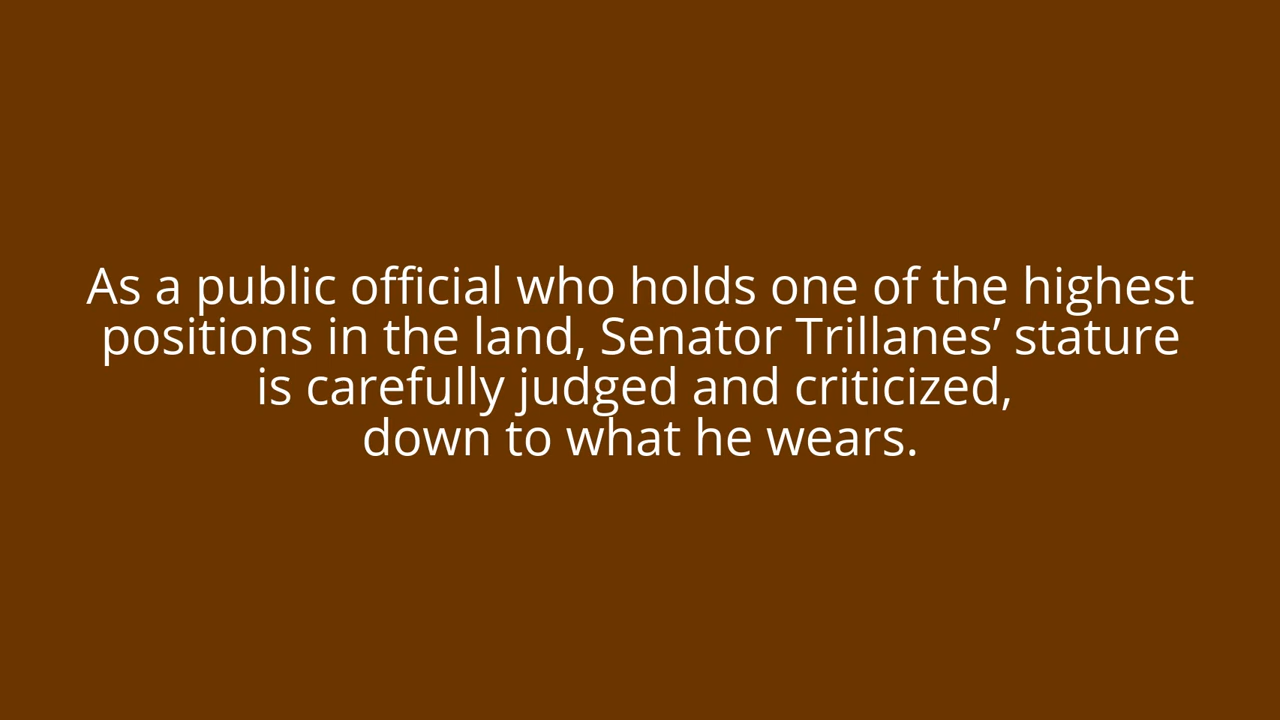 As a public official who holds one of the highest
positions in the land, Senator Trillanes’ stature
is carefully judged and criticized,
down to what he wears.